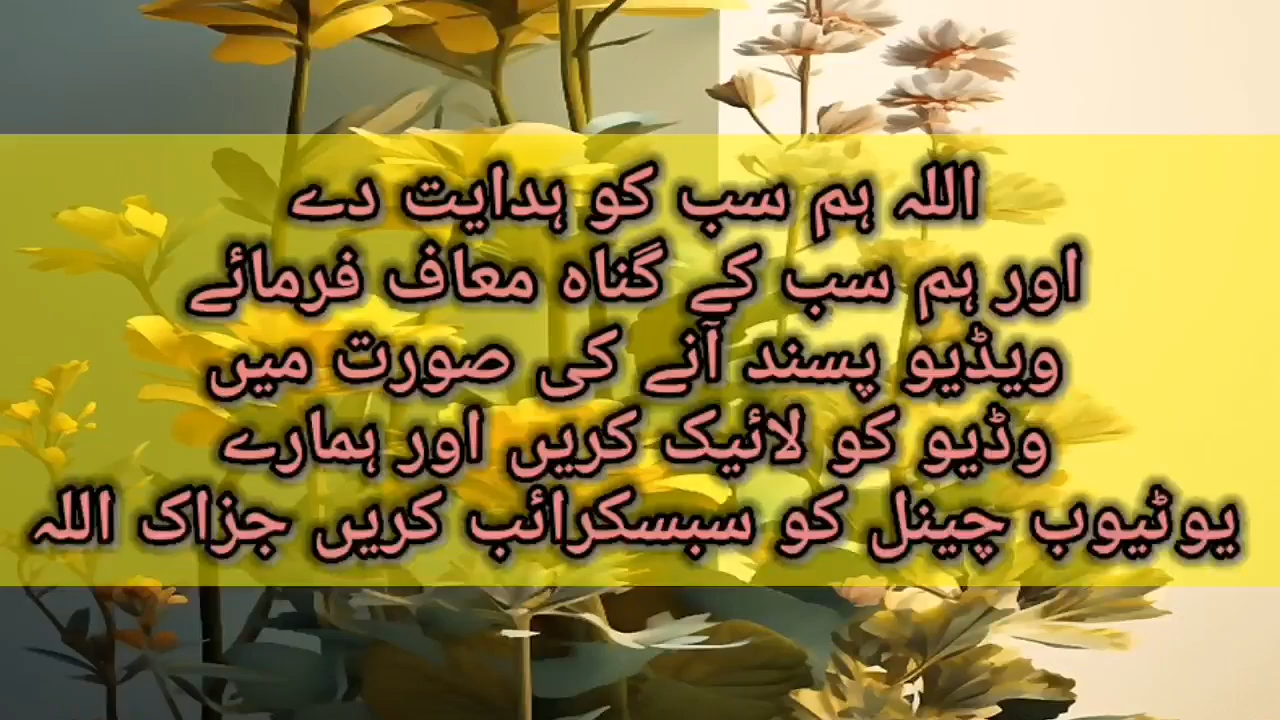 اللہ ہم سب کو ہدایت دے
اور ہم سب کے گناہ معاف فرمائے
ویڈیو پسند آنے کی صورت میں
وڈیو کو لائیک کریں اور ہمارے
یوٹیوب چینل کو سبسکرائب کریں جزاک اللہ